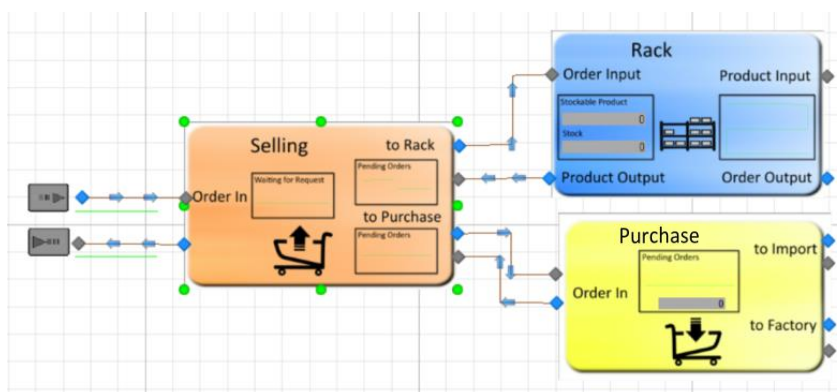 Selling
to Rack
Pending Orders
Order In
Waiting for Request
to Purchase
Pending Orders
Rack
Order Input
Product Input
Stockable Product
0
Stock
0
Product Output
Order Output
Purchase
to Import
Pending Orders
Order In
0
to Factory